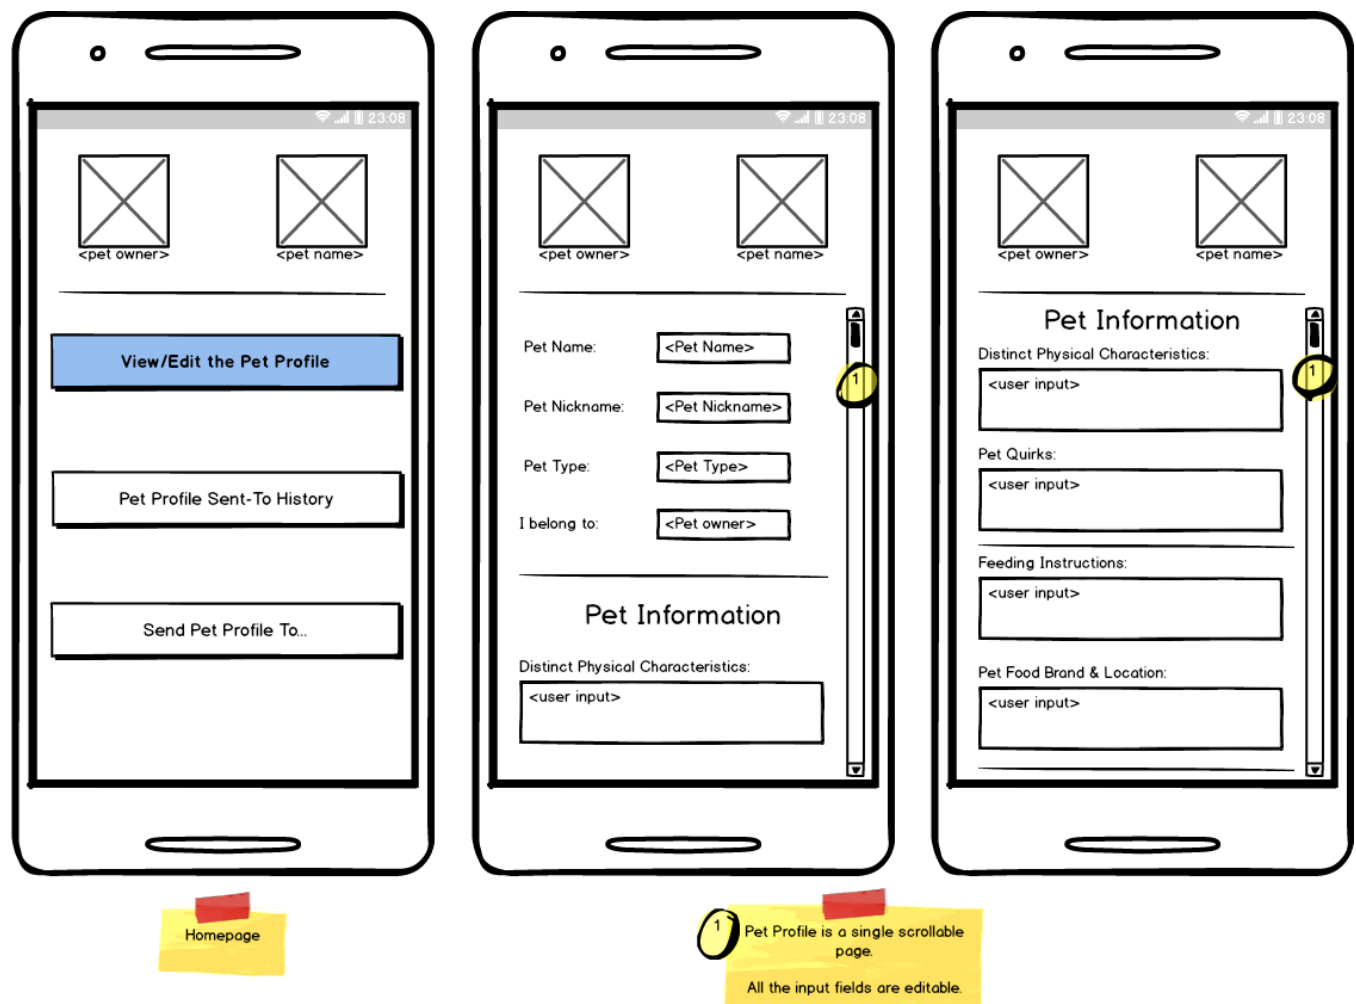 23:08
<pet owner> <pet name>
View/Edit the Pet Profile
Pet Profile Sent-To History
Send Pet Profile To...
Homepage
23:08
<pet owner> <pet name>
Pet Name: <Pet Name>
Pet Nickname: <Pet Nickname>
Pet Type: <Pet Type>
I belong to: <Pet owner>
1
Pet Information
Distinct Physical Characteristics:
<user input>
23:08
<pet owner> <pet name>
Pet Information
Distinct Physical Characteristics:
1
<user input>
Pet Quirks:
<user input>
Feeding Instructions:
<user input>
Pet Food Brand & Location:
<user input>
1
Pet Profile is a single scrollable
page.
All the input fields are editable.